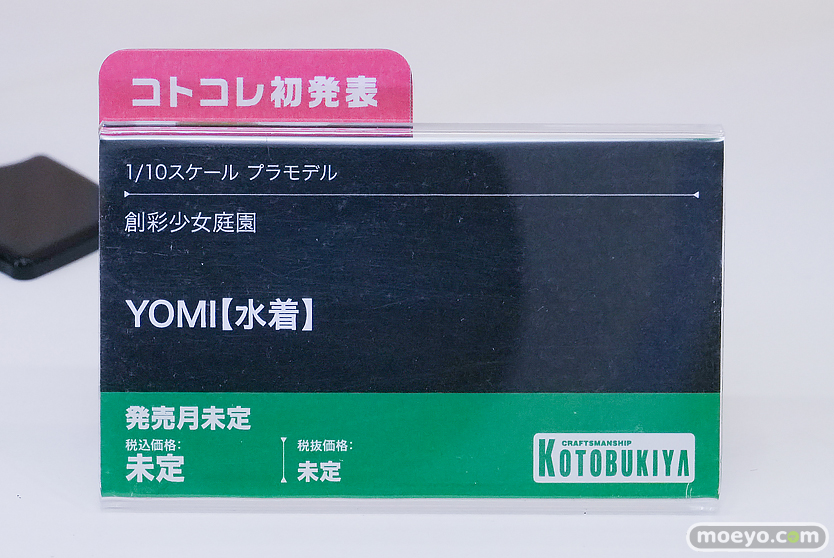 コトコレ初発表
1/10スケール プラモデル
創彩少女庭園
YOMI【水着】
発売月未定
税込価格:
未定
税抜価格:
未定
CRAFTSMANSHIP
KOTOBUKIYA
moeyo.com